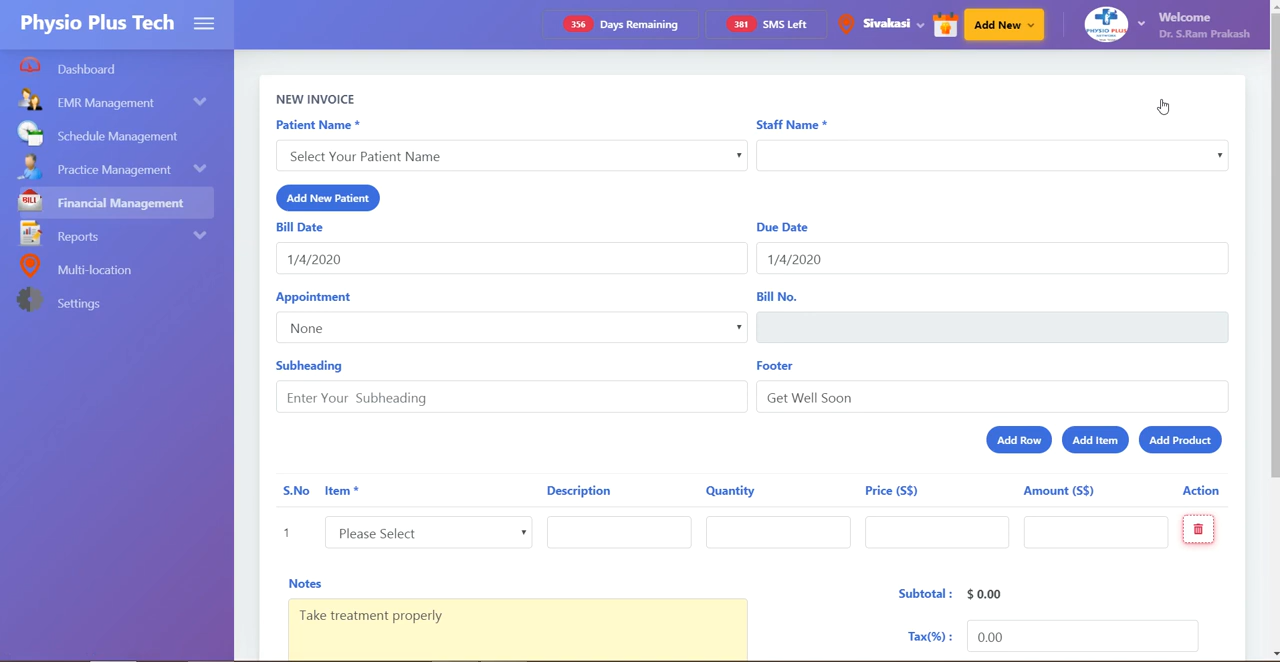 Physio Plus Tech
356 Days Remaining
381 SMS Left
Sivakasi
Add New
PHYSIO PLUS
Welcome
Dr. S.Ram Prakash
Dashboard
EMR Management
Schedule Management
Practice Management
BILL
Financial Management
Reports
Multi-location
Settings
NEW INVOICE
Patient Name *
Staff Name *
Select Your Patient Name
Add New Patient
Bill Date
Due Date
1/4/2020
1/4/2020
Appointment
Bill No.
None
Subheading
Footer
Enter Your Subheading
Get Well Soon
Add Row
Add Item
Add Product
S.No Item * Description Quantity Price (S$) Amount (S$) Action
1 Please Select
Notes
Take treatment properly
Subtotal : $ 0.00
Tax(%) : 0.00